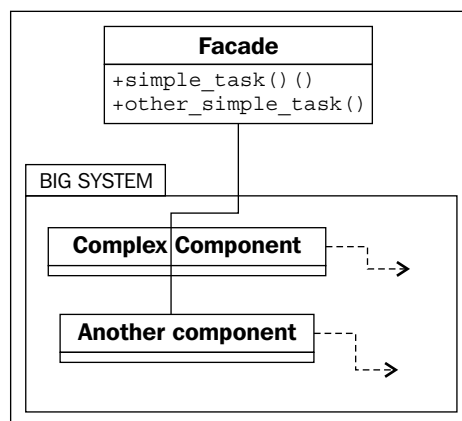 Facade
+simple_task()()
+other_simple_task()
BIG SYSTEM
Complex Component
Another component